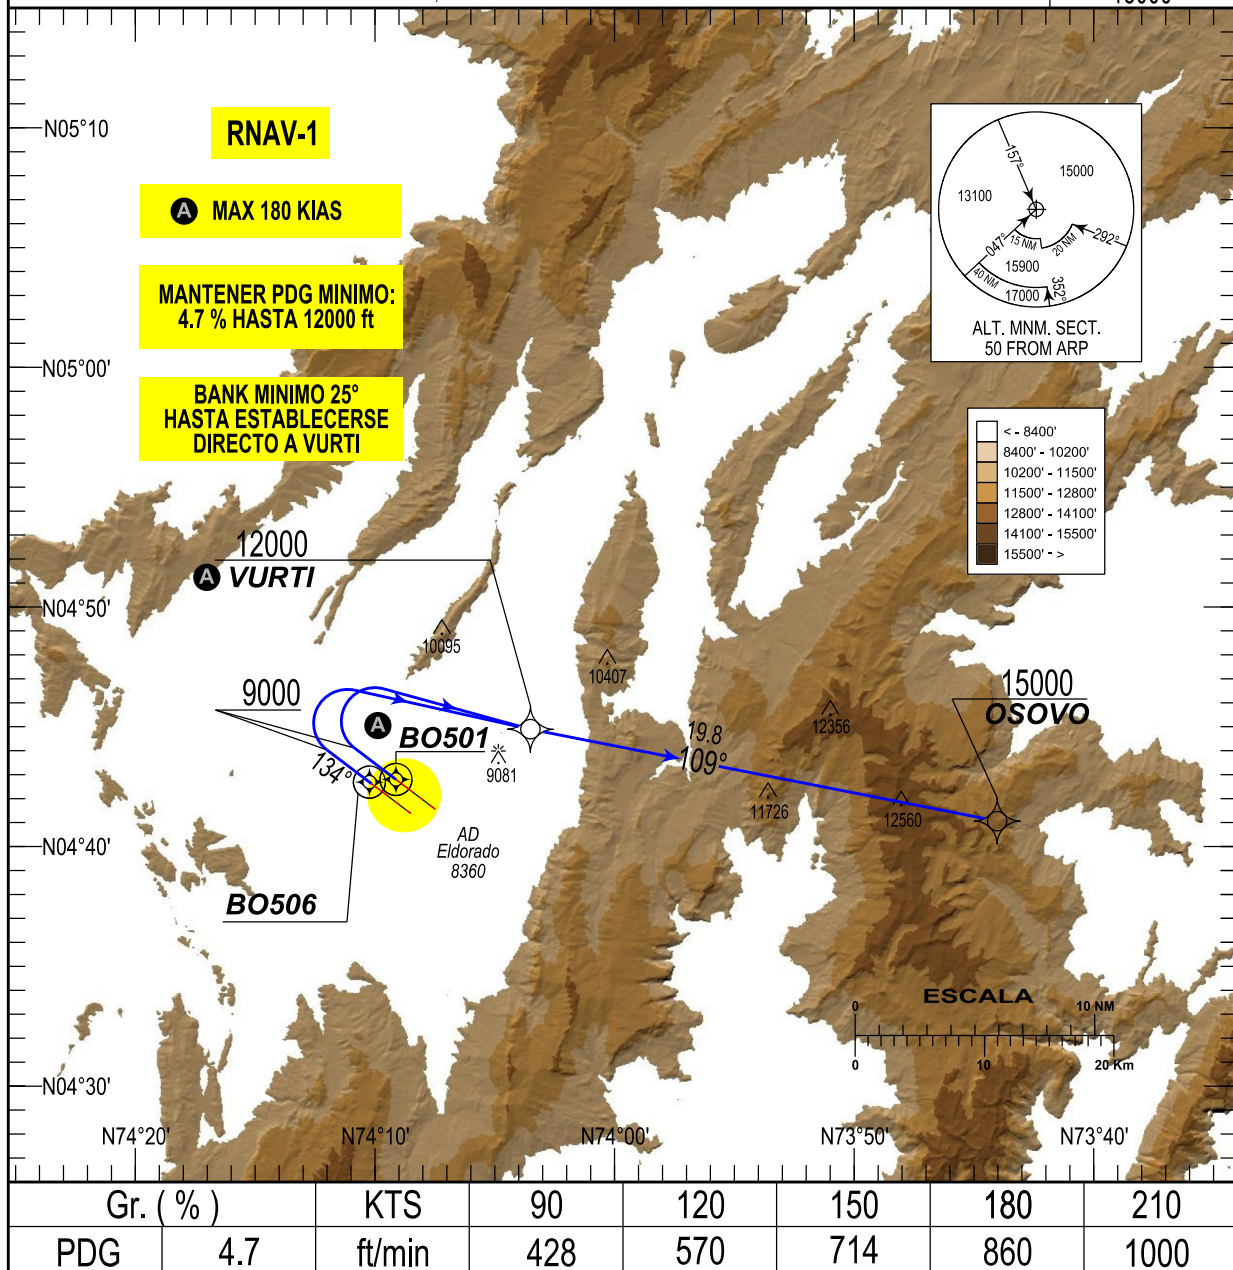 N05°10'
RNAV-1
A MAX 180 KIAS
MANTENER PDG MINIMO:
4.7 % HASTA 12000 ft
N05°00'
BANK MINIMO 25°
HASTA ESTABLECERSE
DIRECTO A VURTI
157°
15000
13100
047°
15 NM
20 NM
292°
15900
40 NM
17000
352°
ALT. MNM. SECT.
50 FROM ARP
< - 8400'
8400' - 10200'
10200' - 11500'
11500' - 12800'
12800' - 14100'
14100' - 15500'
15500' - >
12000
A VURTI
N04°50'
10095
10407
9000
A
BO501
134°
9081
19.8
109°
12356
11726
12560
15000
OSOVO
AD
Eldorado
8360
N04°40'
BO506
ESCALA
0 10 NM
0 10 20 Km
N04°30'
N74°20' N74°10' N74°00' N73°50' N73°40'
Gr. ( % ) KTS 90 120 150 180 210
PDG 4.7 ft/min 428 570 714 860 1000